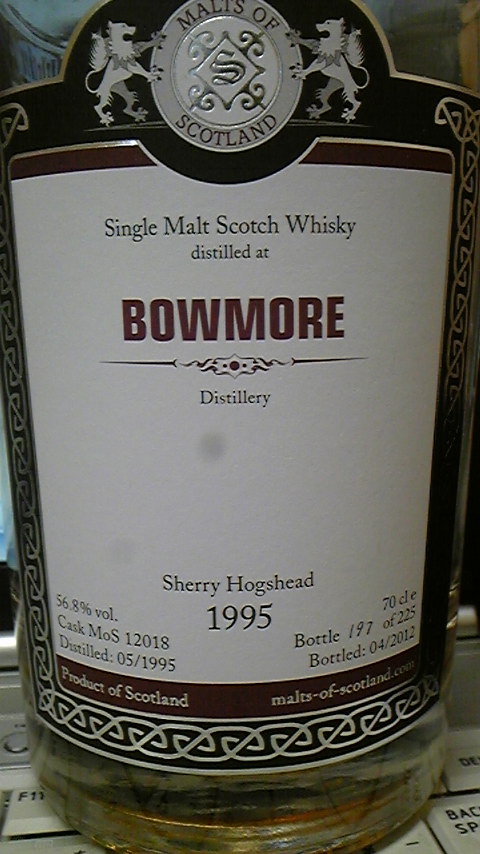 MALTS OF
S
SCOTLAND
Single Malt Scotch Whisky
distilled at
BOWMORE
Distillery
Sherry Hogshead
1995
56.8% vol.
Cask MoS 12018
Distilled: 05/1995
70 cl e
Bottle 197 of 225
Bottled: 04/2012
Product of Scotland
malts-of-scotland.com
F11
BAC
SP